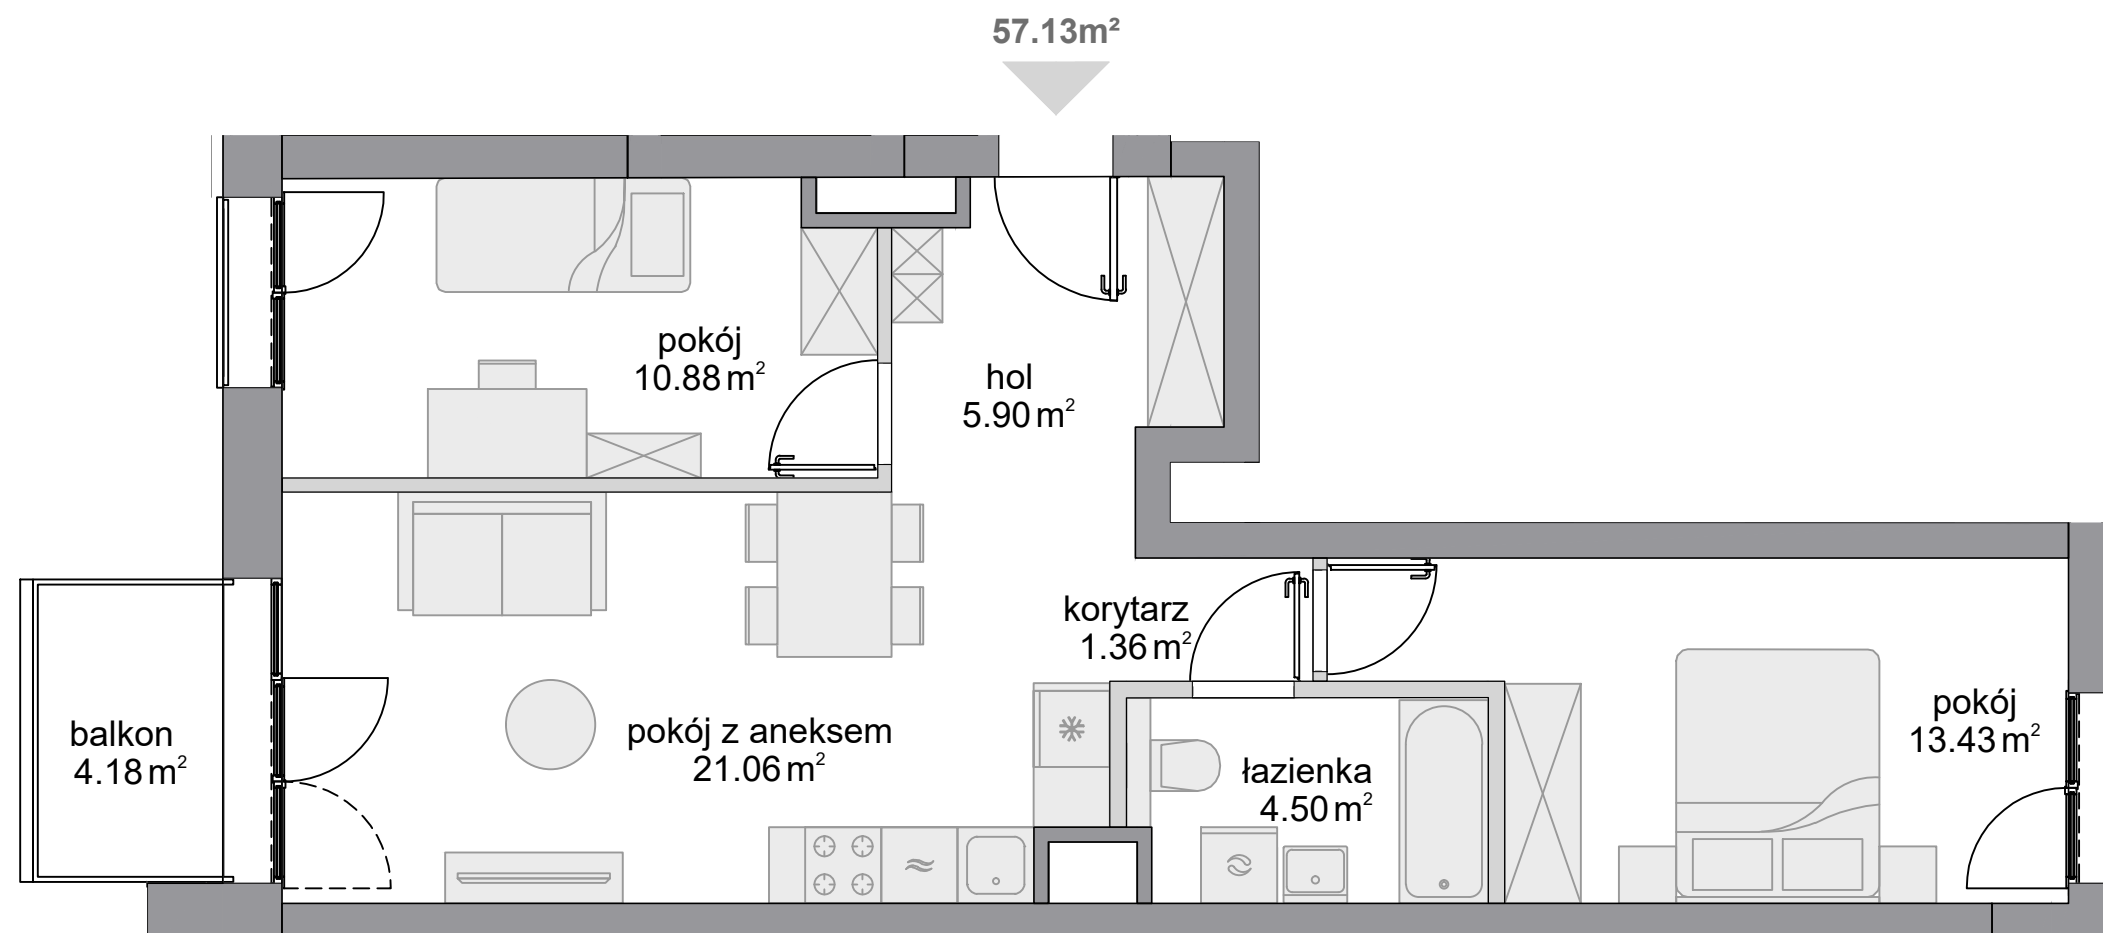 57.13m²
pokój
10.88 m²
hol
5.90 m²
korytarz
1.36 m²
pokój
13.43 m²
balkon
4.18 m²
pokój z aneksem
21.06 m²
łazienka
4.50 m²